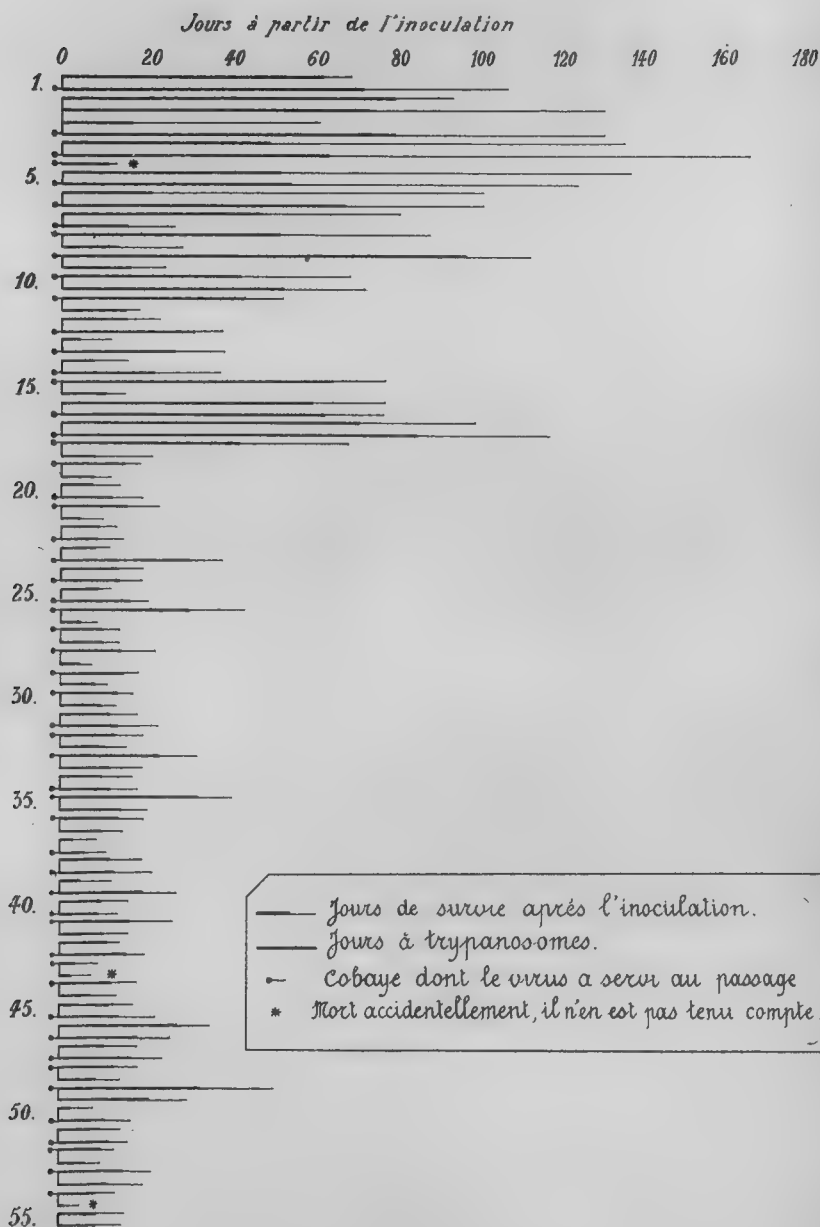 Jours à partir de l'inoculation
0 20 40 60 80 100 120 140 160 180
1.
5.
10.
15.
20.
25.
30.
35.
40.
45.
50.
55.
Jours de survie après l'inoculation.
Jours à trypanosomes.
Cobaye dont le virus a servi au passage
* Mort accidentellement, il n'en est pas tenu compte.